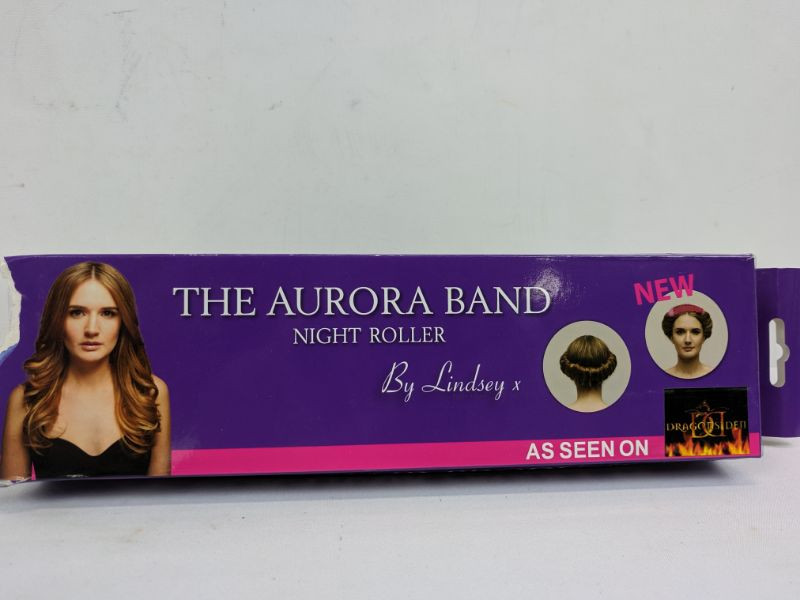 THE AURORA BAND
NIGHT ROLLER
By Lindsey x
NEW
AS SEEN ON
DRAGONS' DEN